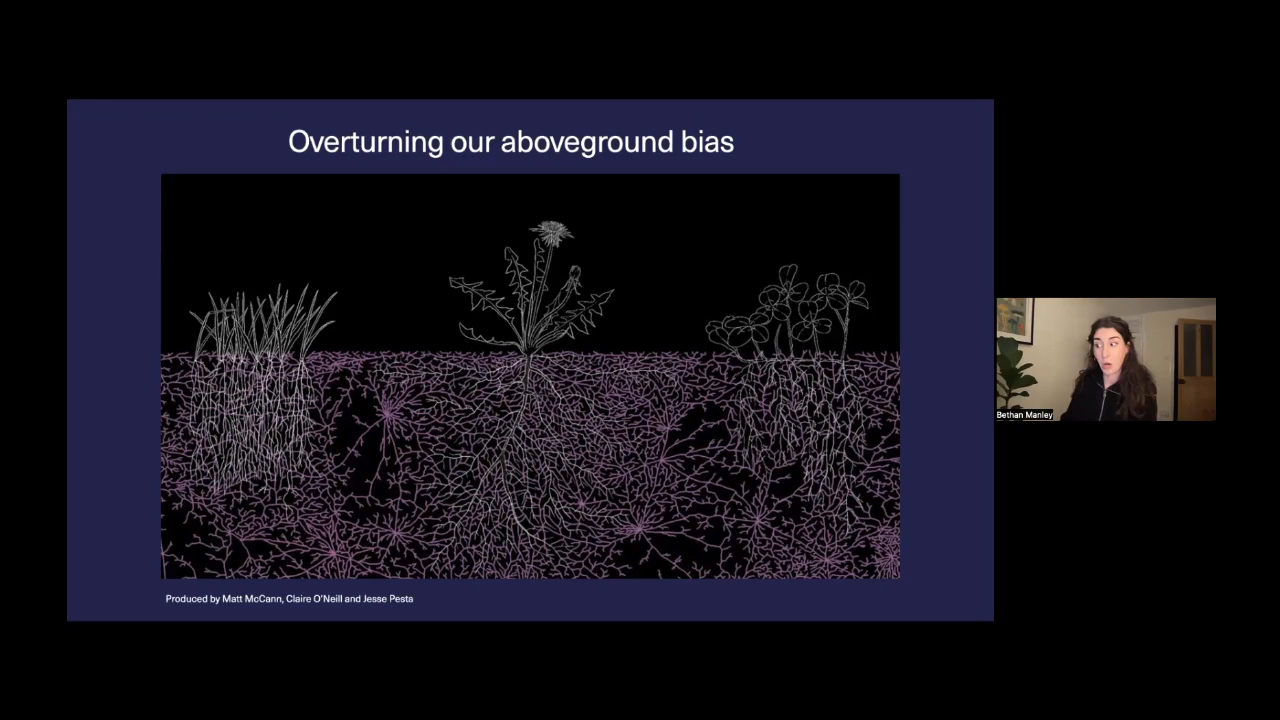 Overturning our aboveground bias
Bethan Manley
Produced by Matt McCann, Claire O'Neill and Jesse Pesta